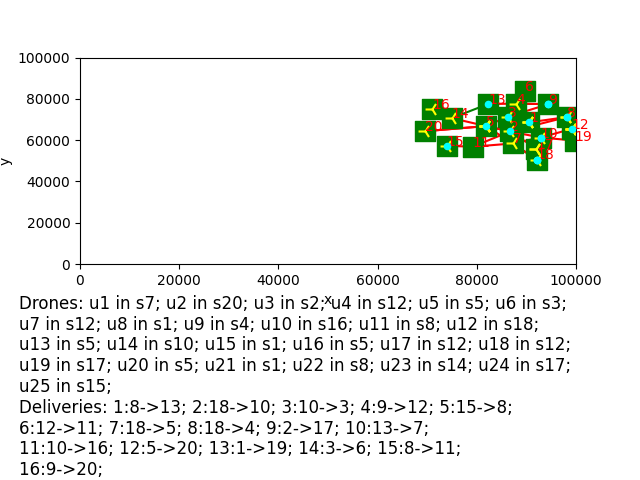 100000
80000
60000
40000
20000
0
y
0 20000 40000 60000 80000 100000
x
12
19
Drones: u1 in s7; u2 in s20; u3 in s2; u4 in s12; u5 in s5; u6 in s3;
u7 in s12; u8 in s1; u9 in s4; u10 in s16; u11 in s8; u12 in s18;
u13 in s5; u14 in s10; u15 in s1; u16 in s5; u17 in s12; u18 in s12;
u19 in s17; u20 in s5; u21 in s1; u22 in s8; u23 in s14; u24 in s17;
u25 in s15;
Deliveries: 1:8->13; 2:18->10; 3:10->3; 4:9->12; 5:15->8;
6:12->11; 7:18->5; 8:18->4; 9:2->17; 10:13->7;
11:10->16; 12:5->20; 13:1->19; 14:3->6; 15:8->11;
16:9->20;